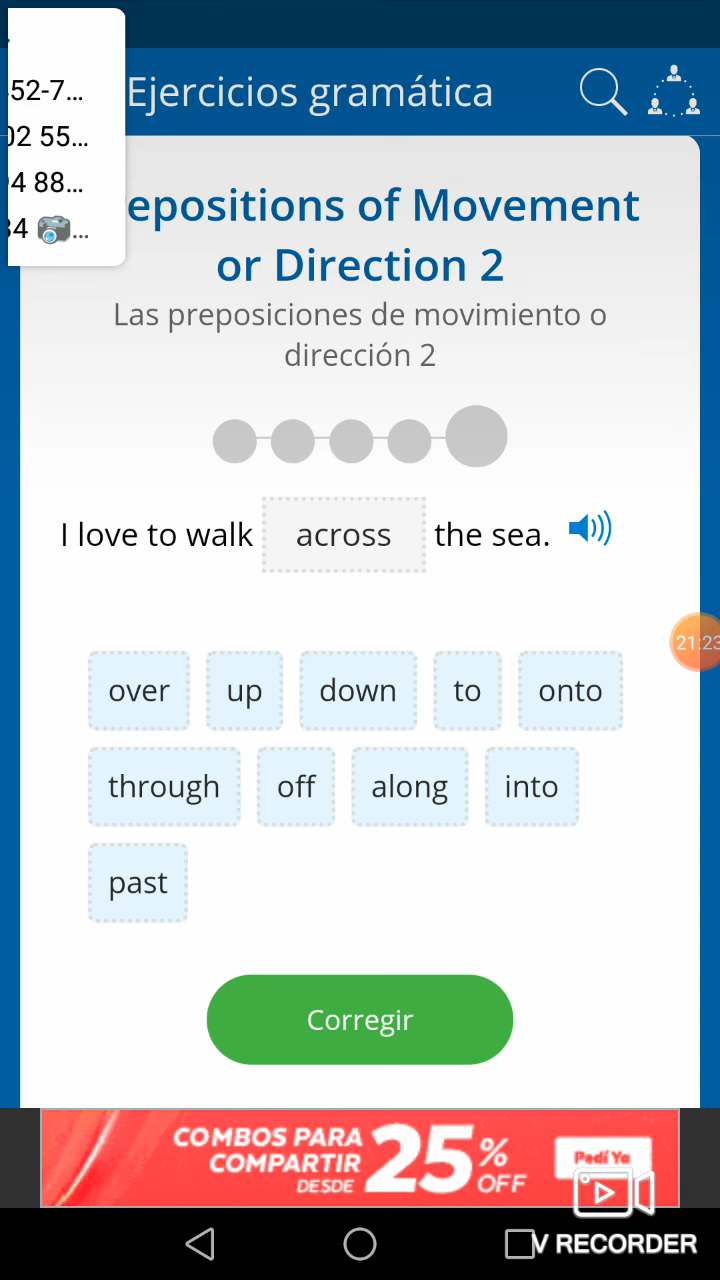 52-7...
Ejercicios gramática
02 55...
4 88...
34 📷...
epositions of Movement
or Direction 2
Las preposiciones de movimiento o
dirección 2
I love to walk across the sea.
21:23
over up down to onto
through off along into
past
Corregir
COMBOS PARA
COMPARTIR
DESDE
25% OFF
Pedí Ya
V RECORDER